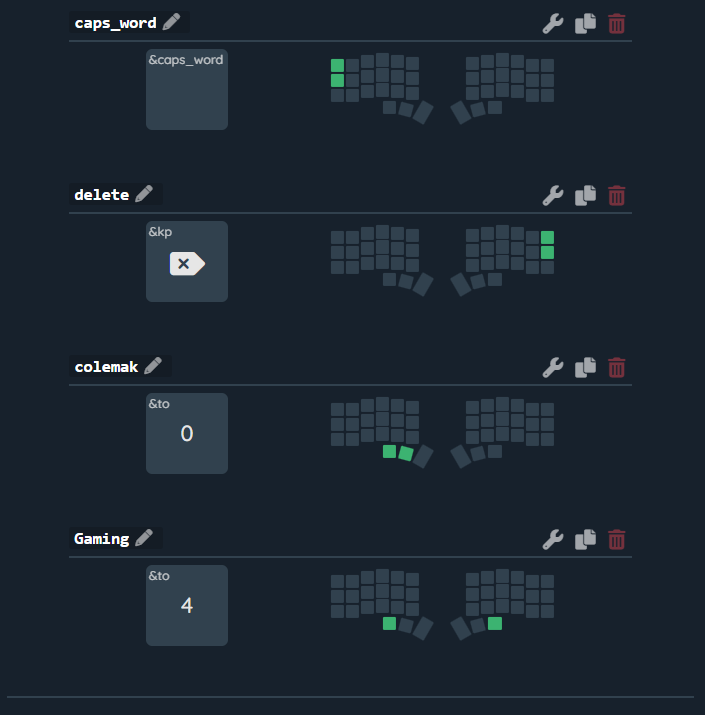 caps_word
&caps_word
delete
&kp
colemak
&to
0
Gaming
&to
4